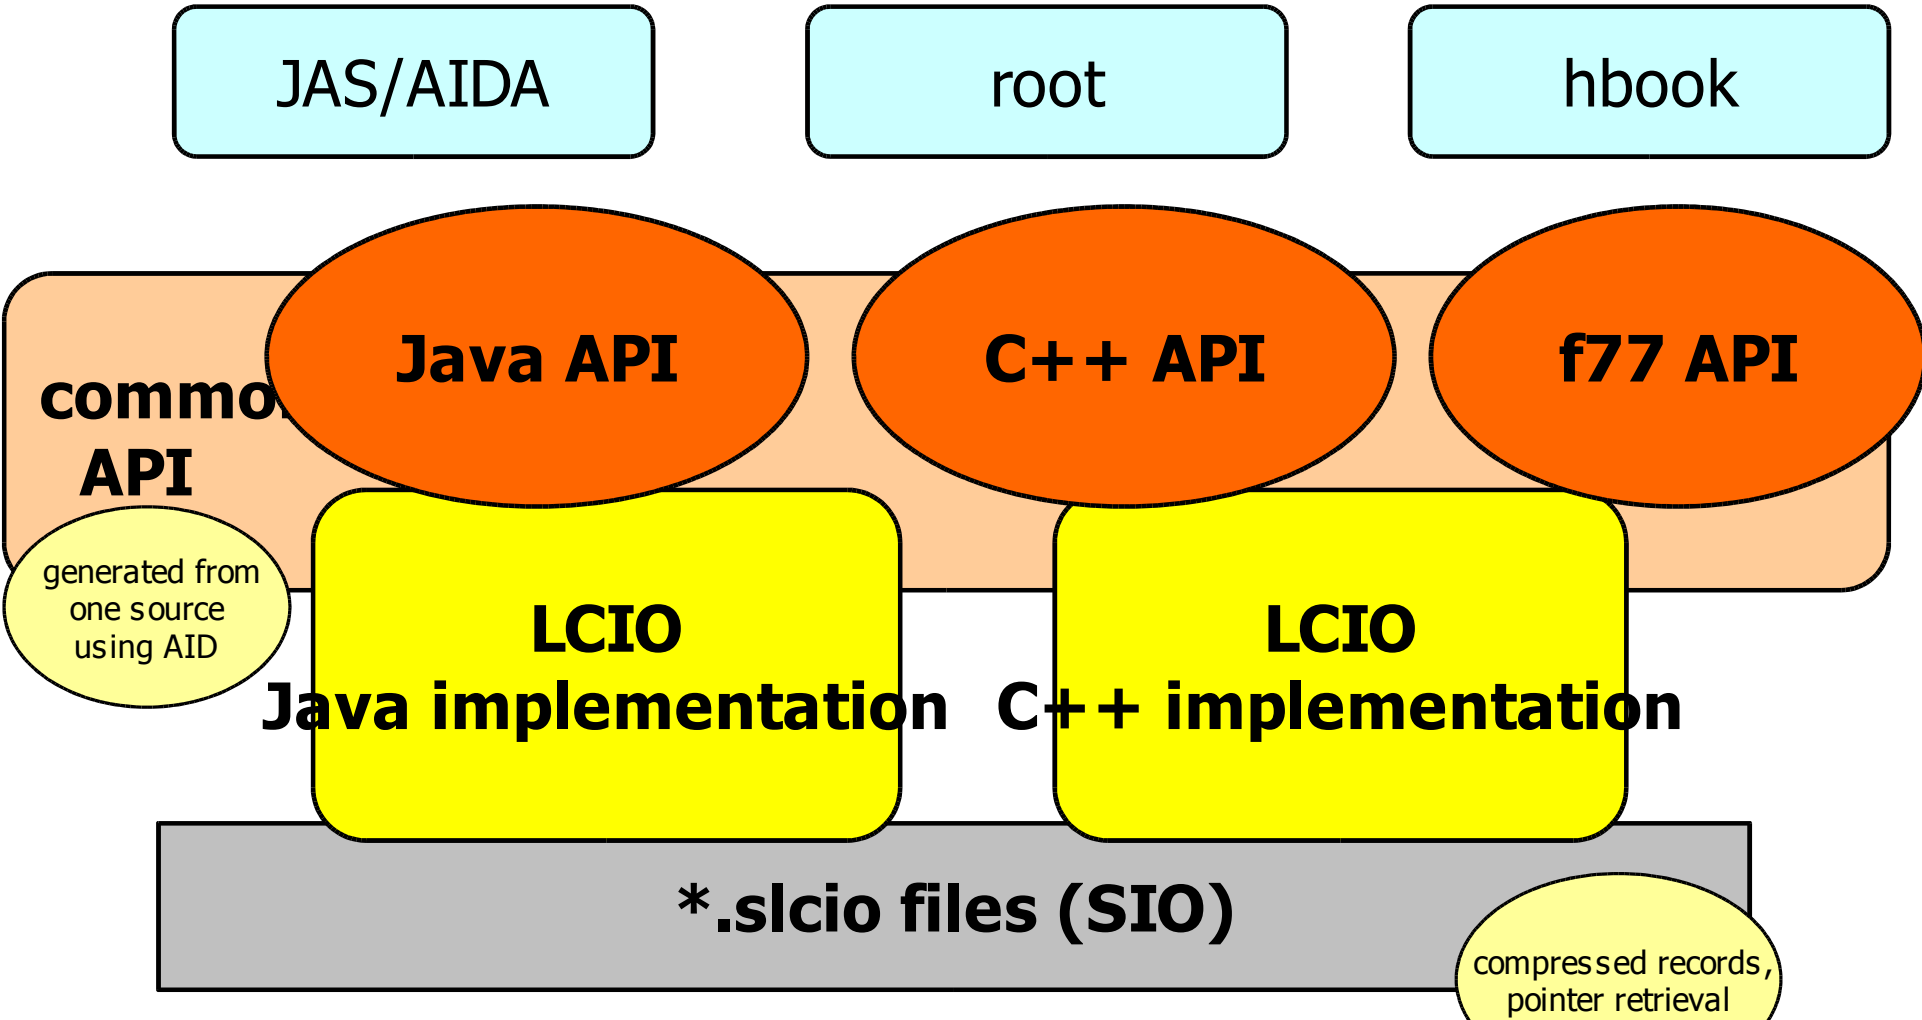 JAS/AIDA
root
hbook
Java API
C++ API
f77 API
commo
API
generated from
one source
using AID
LCIO
Java implementation
LCIO
C++ implementation
*.slcio files (SIO)
compressed records,
pointer retrieval